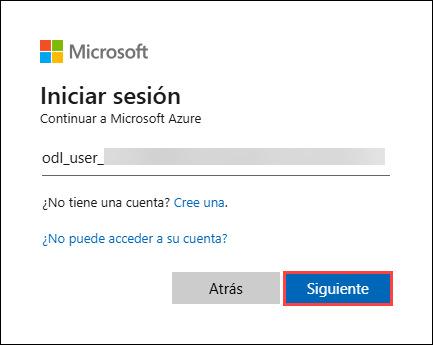 Microsoft
Iniciar sesión
Continuar a Microsoft Azure
odl_user_
¿No tiene una cuenta? Cree una.
¿No puede acceder a su cuenta?
Atrás Siguiente